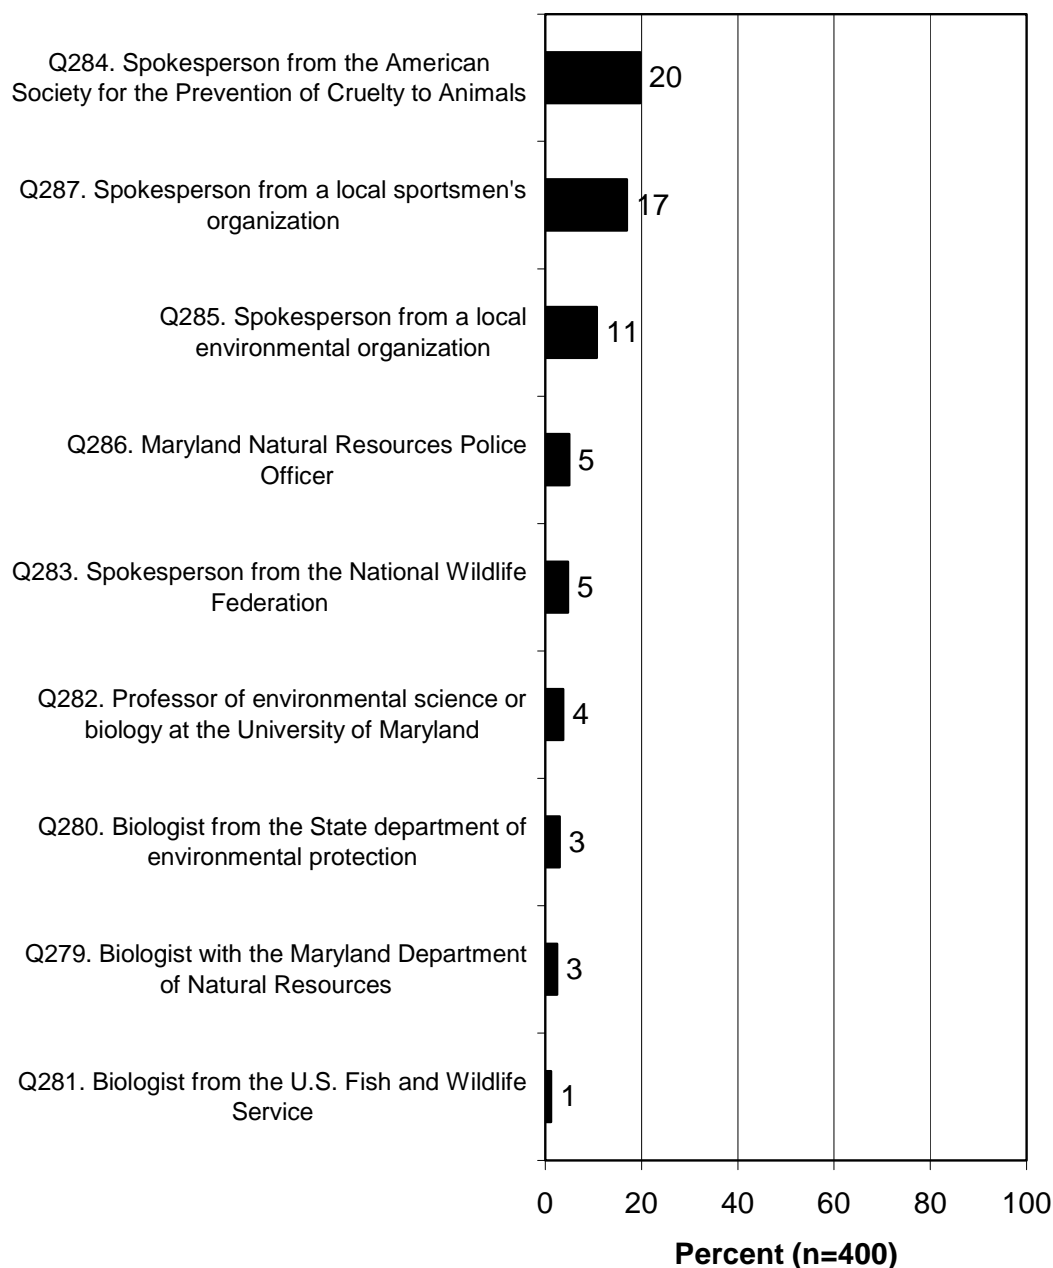 Q284. Spokesperson from the American
Society for the Prevention of Cruelty to Animals
20
Q287. Spokesperson from a local sportsmen's
organization
17
Q285. Spokesperson from a local
environmental organization
11
Q286. Maryland Natural Resources Police
Officer
5
Q283. Spokesperson from the National Wildlife
Federation
5
Q282. Professor of environmental science or
biology at the University of Maryland
4
Q280. Biologist from the State department of
environmental protection
3
Q279. Biologist with the Maryland Department
of Natural Resources
3
Q281. Biologist from the U.S. Fish and Wildlife
Service
1
0 20 40 60 80 100
Percent (n=400)